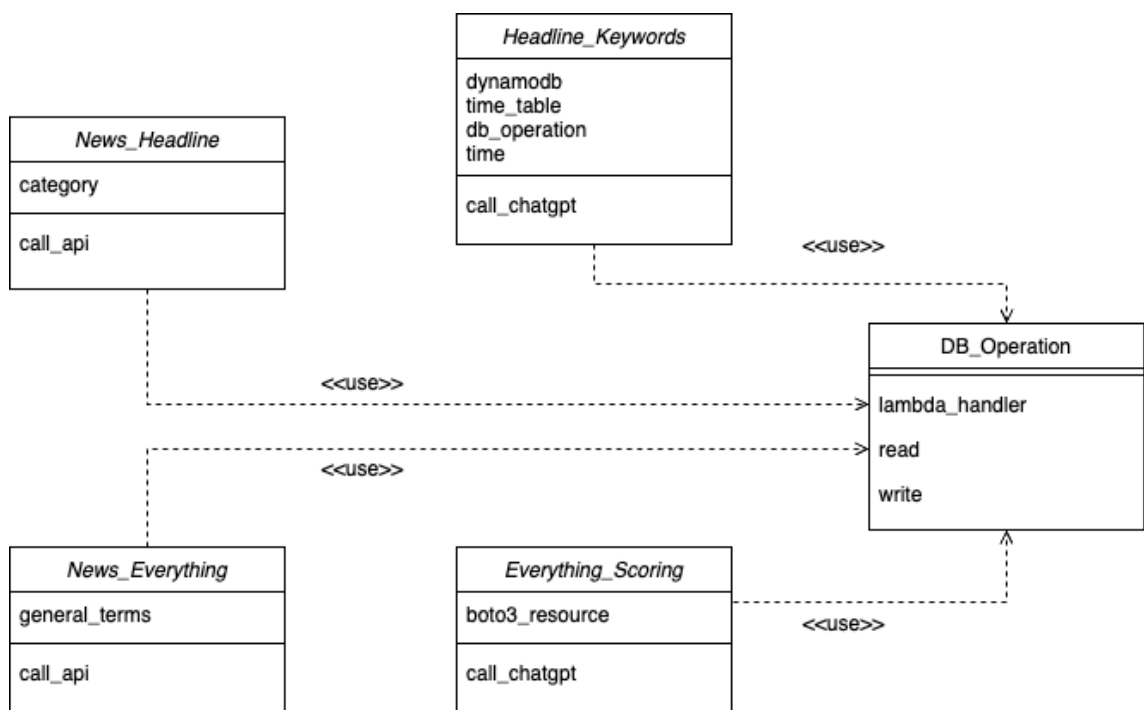 Headline_Keywords
dynamodb
time_table
db_operation
time
call_chatgpt
News_Headline
category
call_api
<<use>>
DB_Operation
lambda_handler
read
write
<<use>>
<<use>>
News_Everything
general_terms
call_api
Everything_Scoring
boto3_resource
call_chatgpt
<<use>>